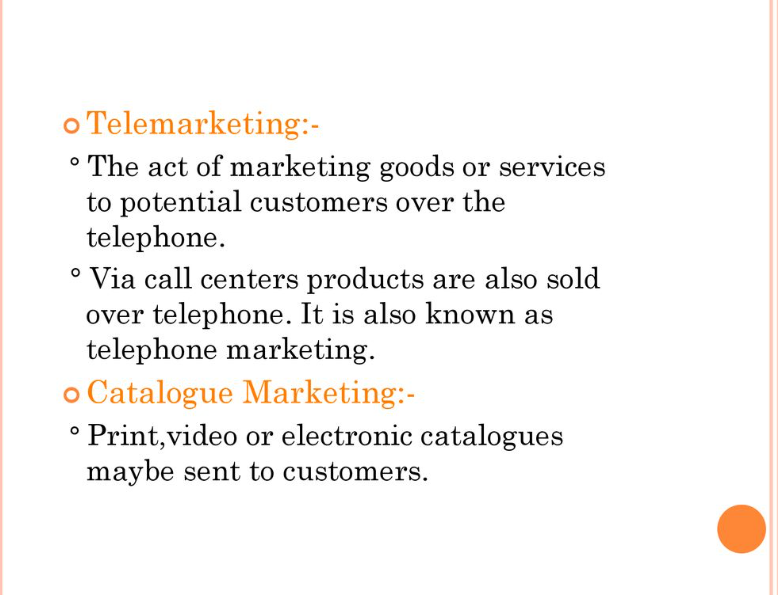 Telemarketing:-
° The act of marketing goods or services
to potential customers over the
telephone.
° Via call centers products are also sold
over telephone. It is also known as
telephone marketing.
Catalogue Marketing:-
° Print,video or electronic catalogues
maybe sent to customers.